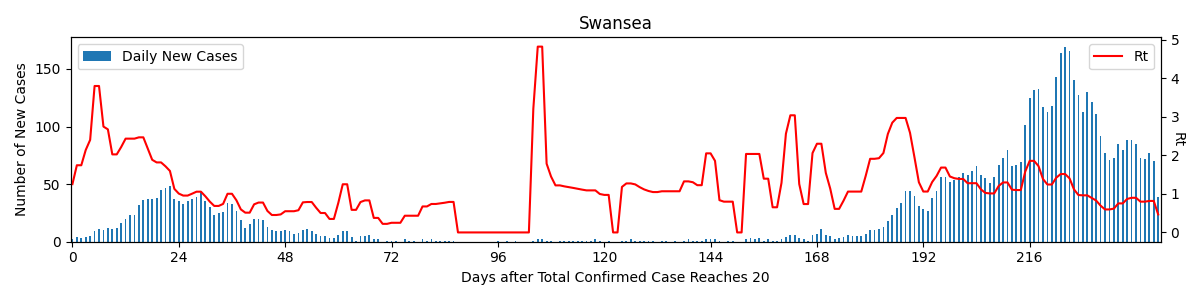 Swansea
Daily New Cases
Rt
Number of New Cases
150
100
50
0
5
4
3
2
1
0
Rt
0 24 48 72 96 120 144 168 192 216
Days after Total Confirmed Case Reaches 20